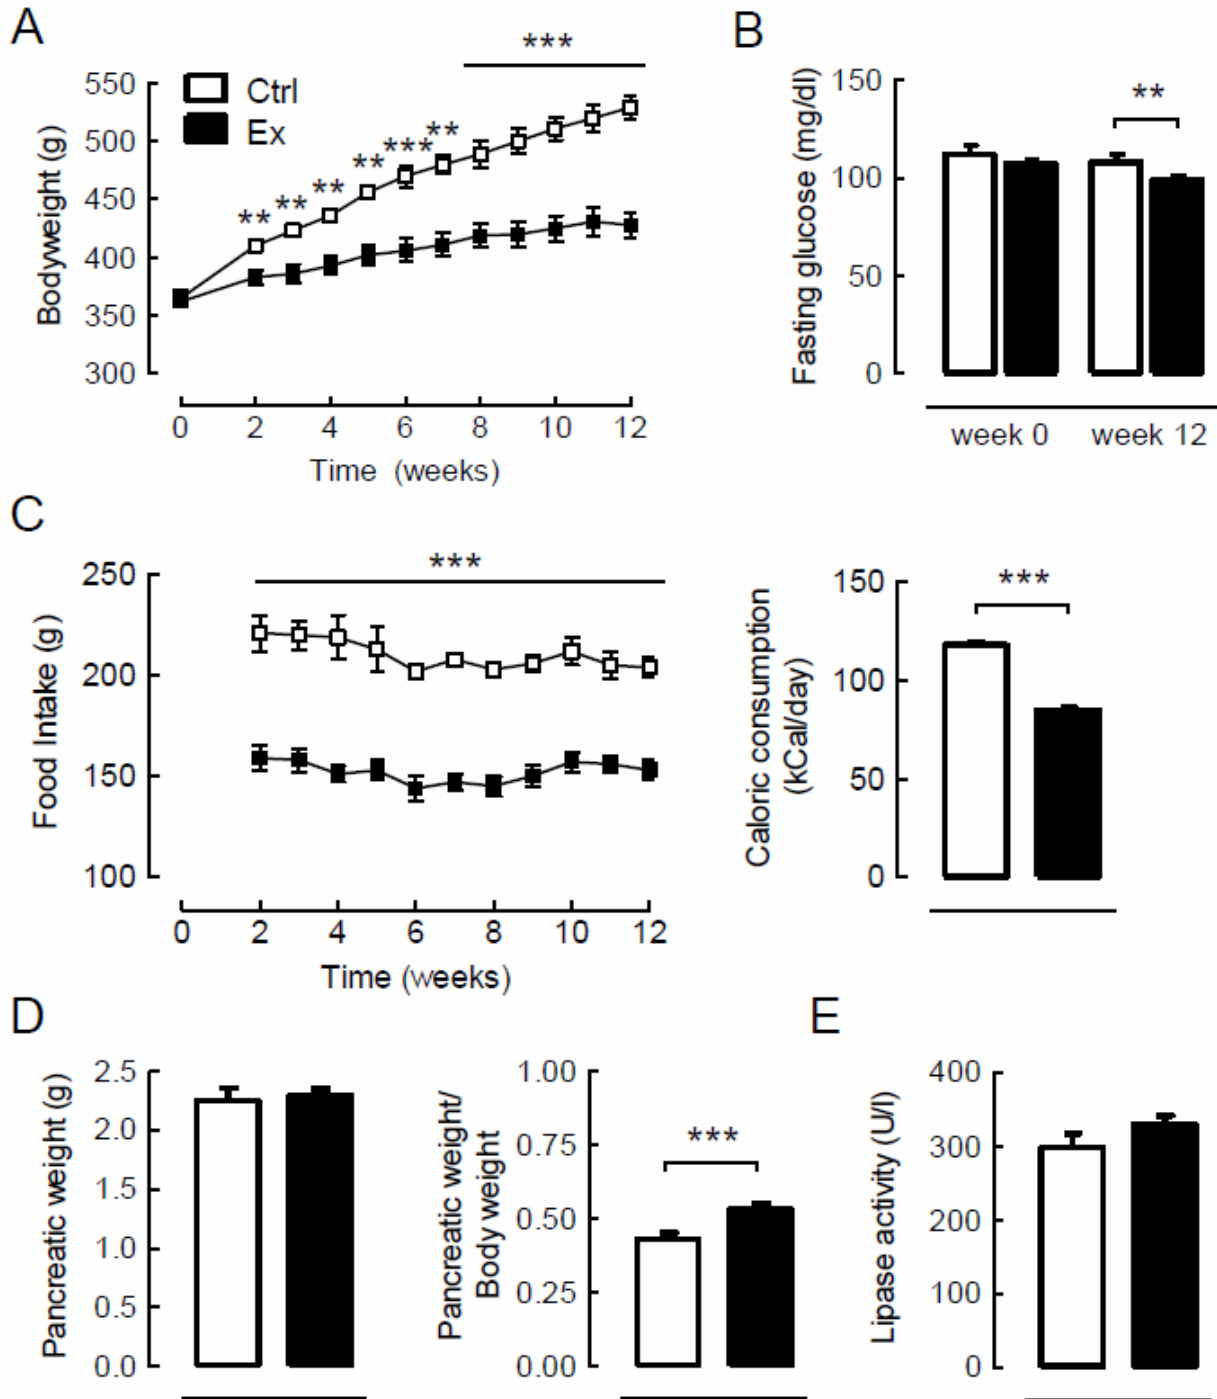 A
***
550
500
450
400
350
300
Bodyweight (g)
Ctrl
Ex
** ** ** ** *** **
0 2 4 6 8 10 12
Time (weeks)
B
150
100
50
0
Fasting glucose (mg/dl)
**
week 0 week 12
C
250
200
150
100
Food Intake (g)
***
0 2 4 6 8 10 12
Time (weeks)
150
100
50
0
Caloric consumption
(kCal/day)
***
D
2.5
2.0
1.5
1.0
0.5
0.0
Pancreatic weight (g)
1.00
0.75
0.50
0.25
0.00
Pancreatic weight/
Body weight
***
E
400
300
200
100
0
Lipase activity (U/l)